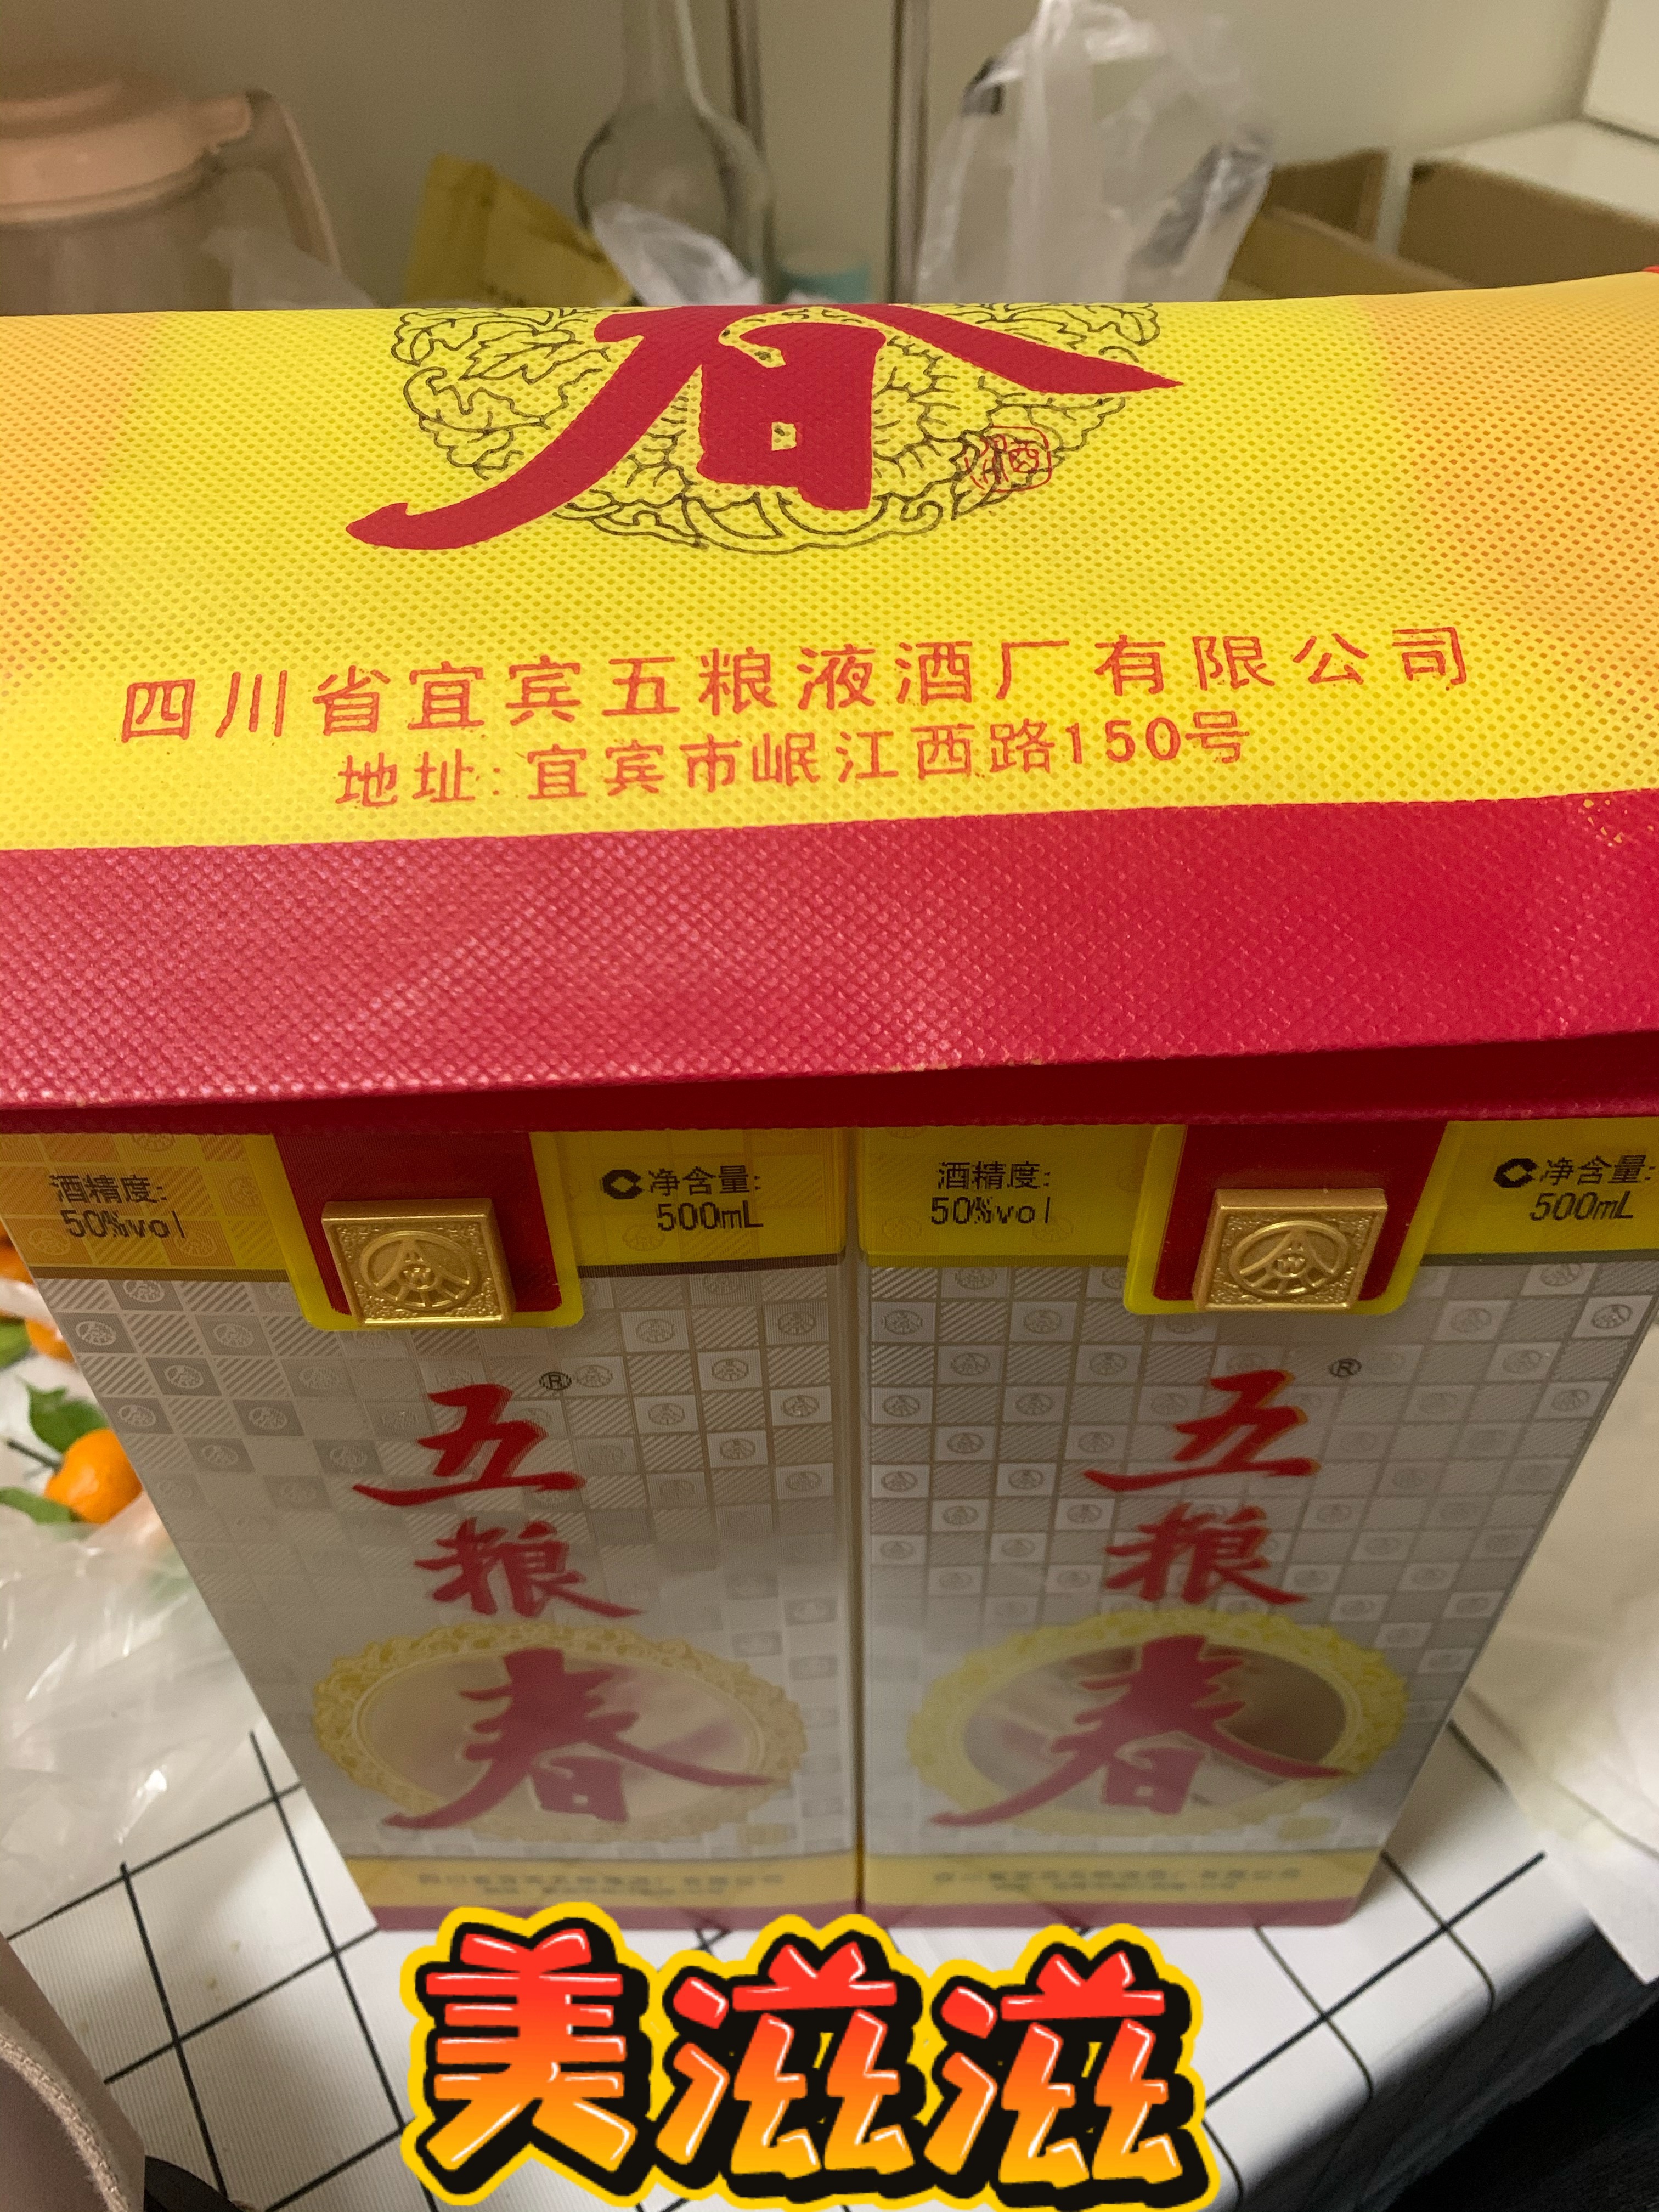 春
酒
四川省宜宾五粮液酒厂有限公司
地址:宜宾市岷江西路150号
酒精度:
50%vol
净含量:
500mL
酒精度:
50%vol
净含量:
500mL
五粮春
®
五粮春
®
美滋滋